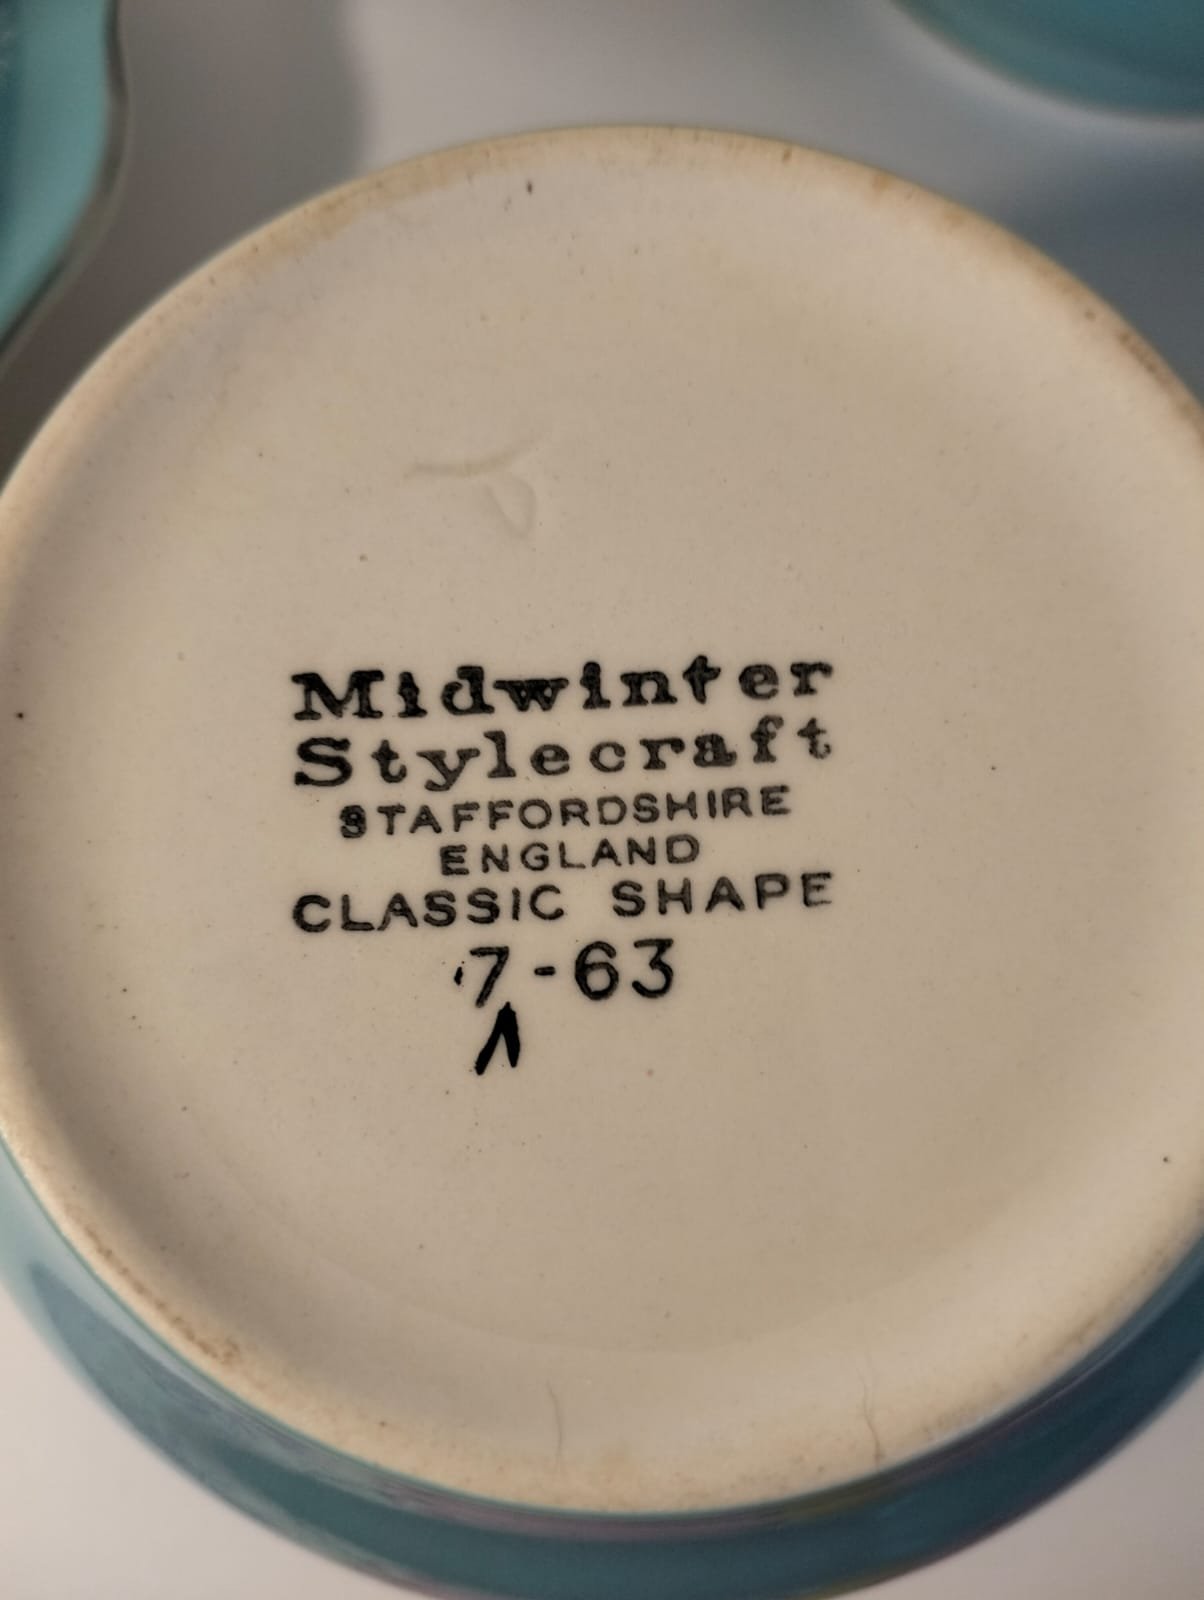 Midwinter
Stylecraft
STAFFORDSHIRE
ENGLAND
CLASSIC SHAPE
7-63